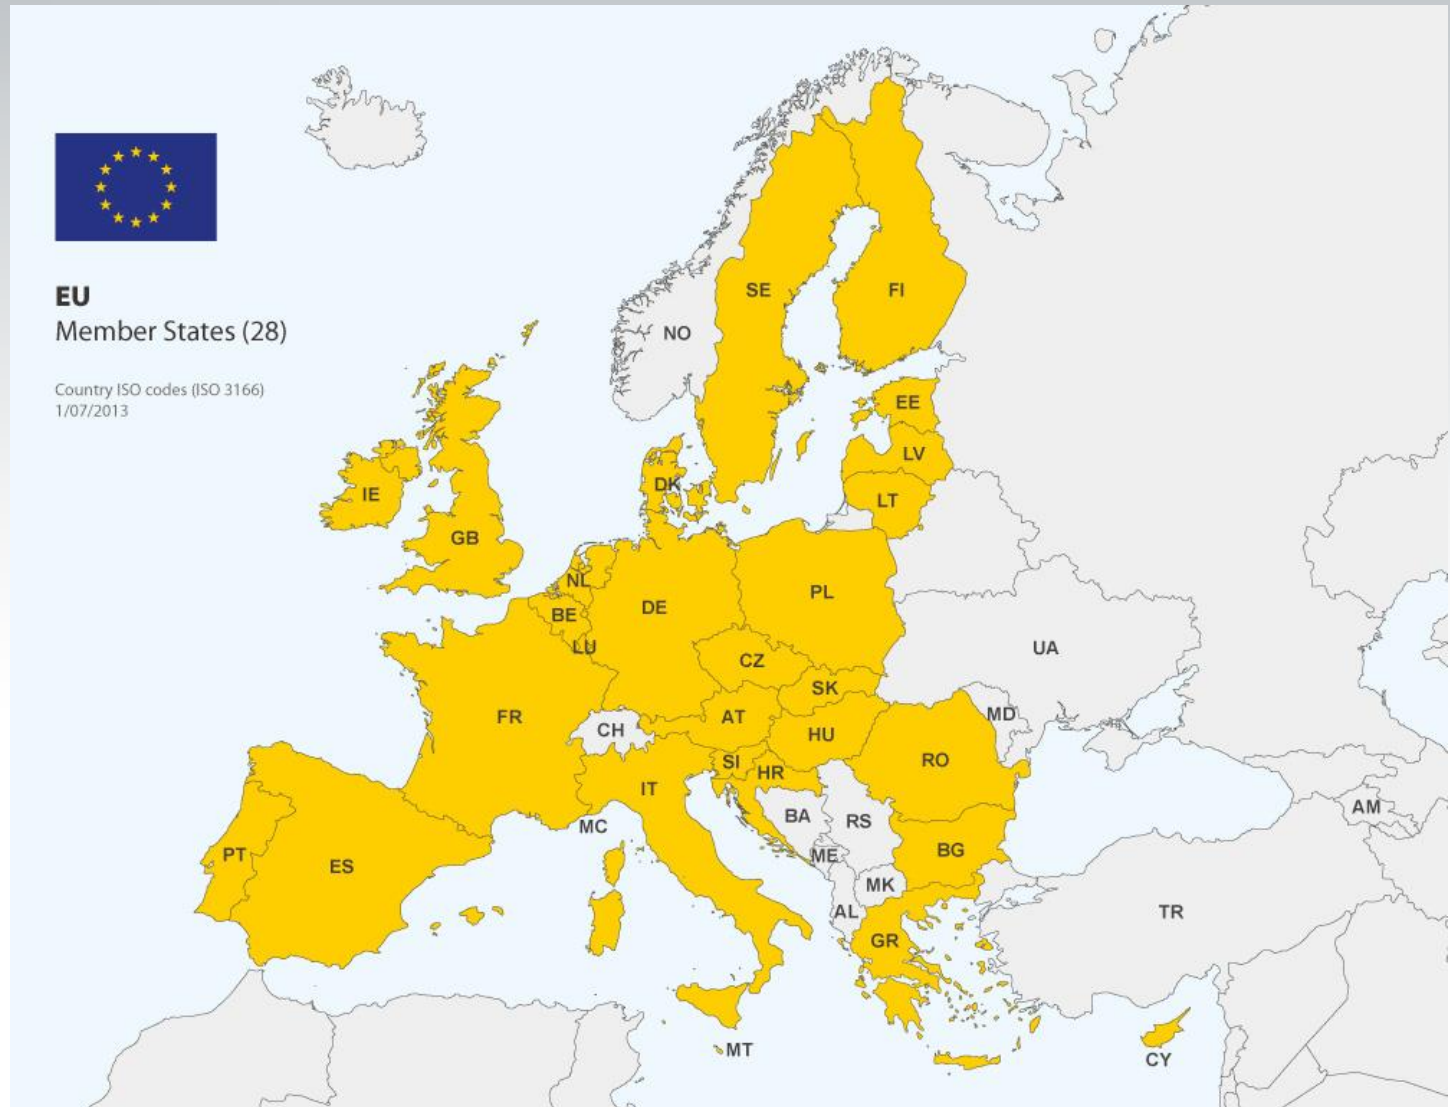 EU
Member States (28)
Country ISO codes (ISO 3166)
1/07/2013
SE
FI
NO
EE
LV
LT
DK
IE
GB
NL
BE
LU
DE
PL
CZ
SK
UA
FR
CH
AT
HU
MD
SI
HR
RO
IT
MC
BA
RS
AM
PT
ES
ME
MK
BG
AL
GR
TR
MT
CY